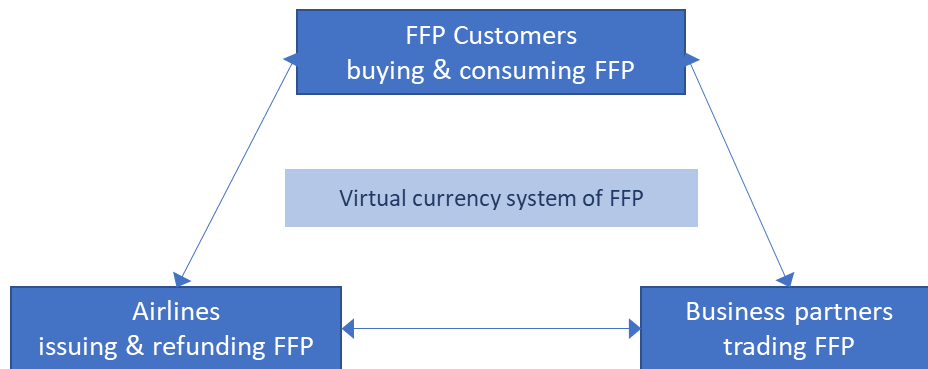 FFP Customers
buying & consuming FFP
Virtual currency system of FFP
Airlines
issuing & refunding FFP
Business partners
trading FFP